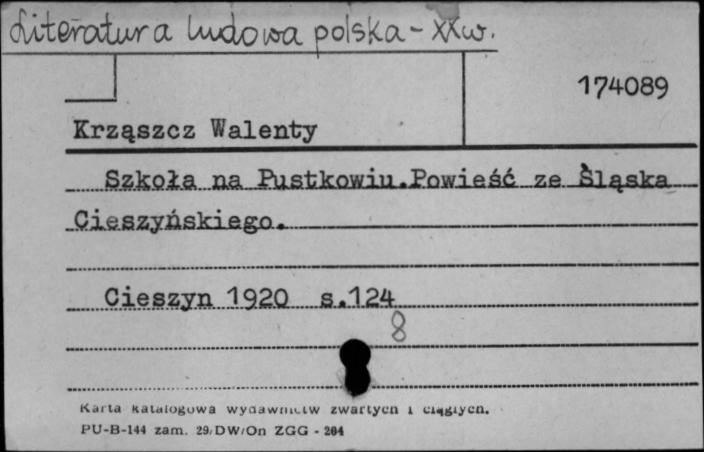 Literatura ludowa polska - XXw.
174089
Krząszcz Walenty
Szkoła na Pustkowiu.Powieść ze Śląska
Cieszyńskiego.
Cieszyn 1920 s.124
8
Karta katalogowa wydawnictw zwartych i ciągłych.
PU-B-144 zam. 29/DW/On ZGG - 204